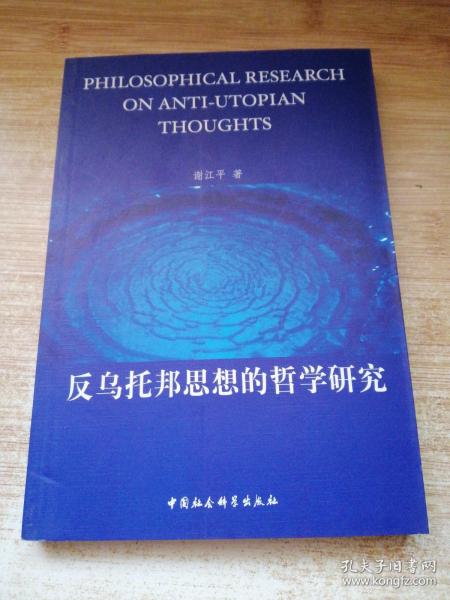 PHILOSOPHICAL RESEARCH
ON ANTI-UTOPIAN
THOUGHTS
谢江平 著
反乌托邦思想的哲学研究
中国社会科学出版社
孔夫子旧书网
www.kongfz.com